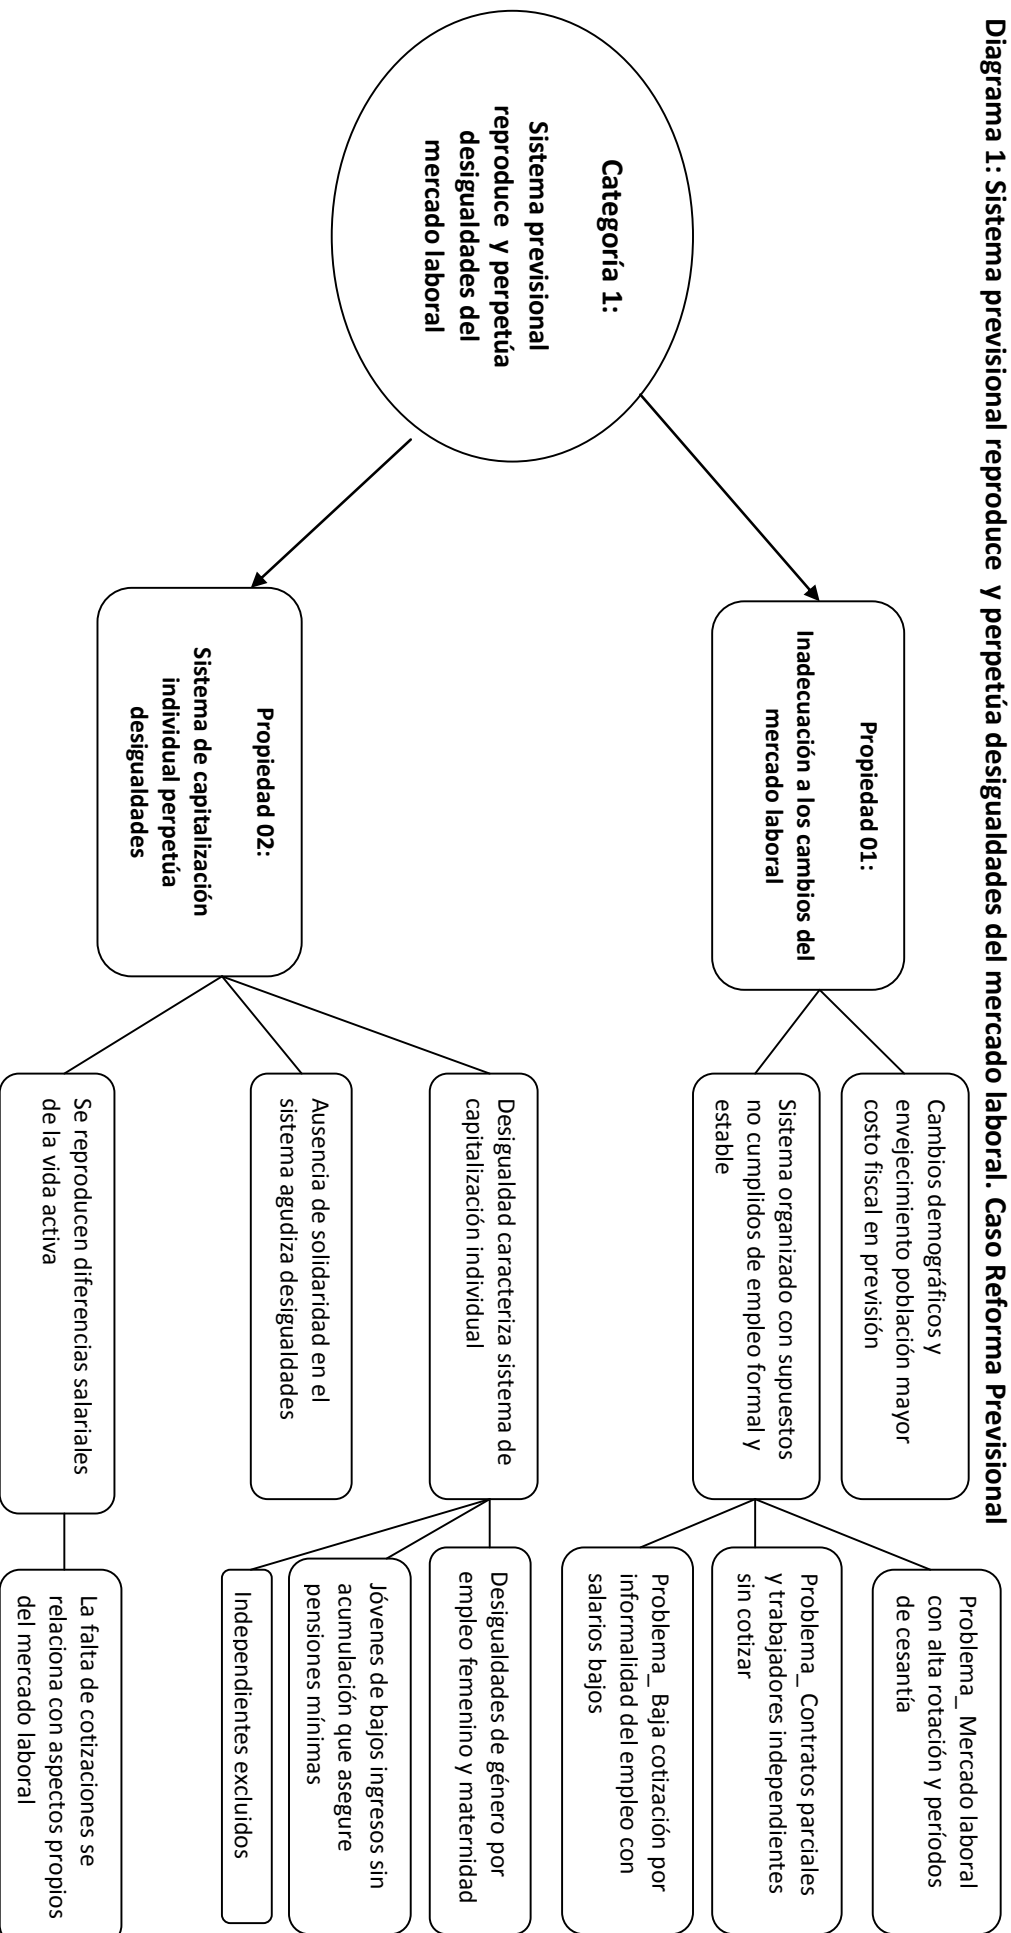 Diagrama 1: Sistema previsional reproduce y perpetúa desigualdades del mercado laboral. Caso Reforma Previsional
Categoría 1:
Sistema previsional
reproduce y perpetúa
desigualdades del
mercado laboral
Propiedad 01:
Inadecuación a los cambios del
mercado laboral
Cambios demográficos y
envejecimiento población mayor
costo fiscal en previsión
Sistema organizado con supuestos
no cumplidos de empleo formal y
estable
Problema_ Mercado laboral
con alta rotación y períodos
de cesantía
Problema_ Contratos parciales
y trabajadores independientes
sin cotizar
Problema_ Baja cotización por
informalidad del empleo con
salarios bajos
Propiedad 02:
Sistema de capitalización
individual perpetúa
desigualdades
Desigualdad caracteriza sistema de
capitalización individual
Desigualdades de género por
empleo femenino y maternidad
Jóvenes de bajos ingresos sin
acumulación que asegure
pensiones mínimas
Independientes excluidos
Ausencia de solidaridad en el
sistema agudiza desigualdades
Se reproducen diferencias salariales
de la vida activa
La falta de cotizaciones se
relaciona con aspectos propios
del mercado laboral